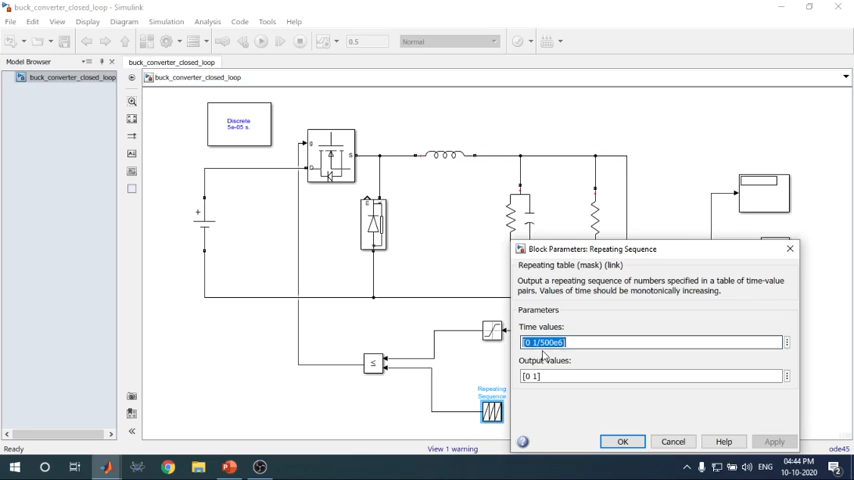 buck_converter_closed_loop - Simulink
File Edit View Display Diagram Simulation Analysis Code Tools Help
0.5
Normal
Model Browser
buck_converter_closed_loop
buck_converter_closed_loop
buck_converter_closed_loop
Discrete
5e-05 s.
g
S
D
E
+
≤
Repeating
Sequence
Block Parameters: Repeating Sequence
Repeating table (mask) (link)
Output a repeating sequence of numbers specified in a table of time-value
pairs. Values of time should be monotonically increasing.
Parameters
Time values:
[0 1/500e6]
Output values:
[0 1]
OK Cancel Help Apply
Ready
View 1 warning
ode45
ENG
04:44 PM
10-10-2020
2